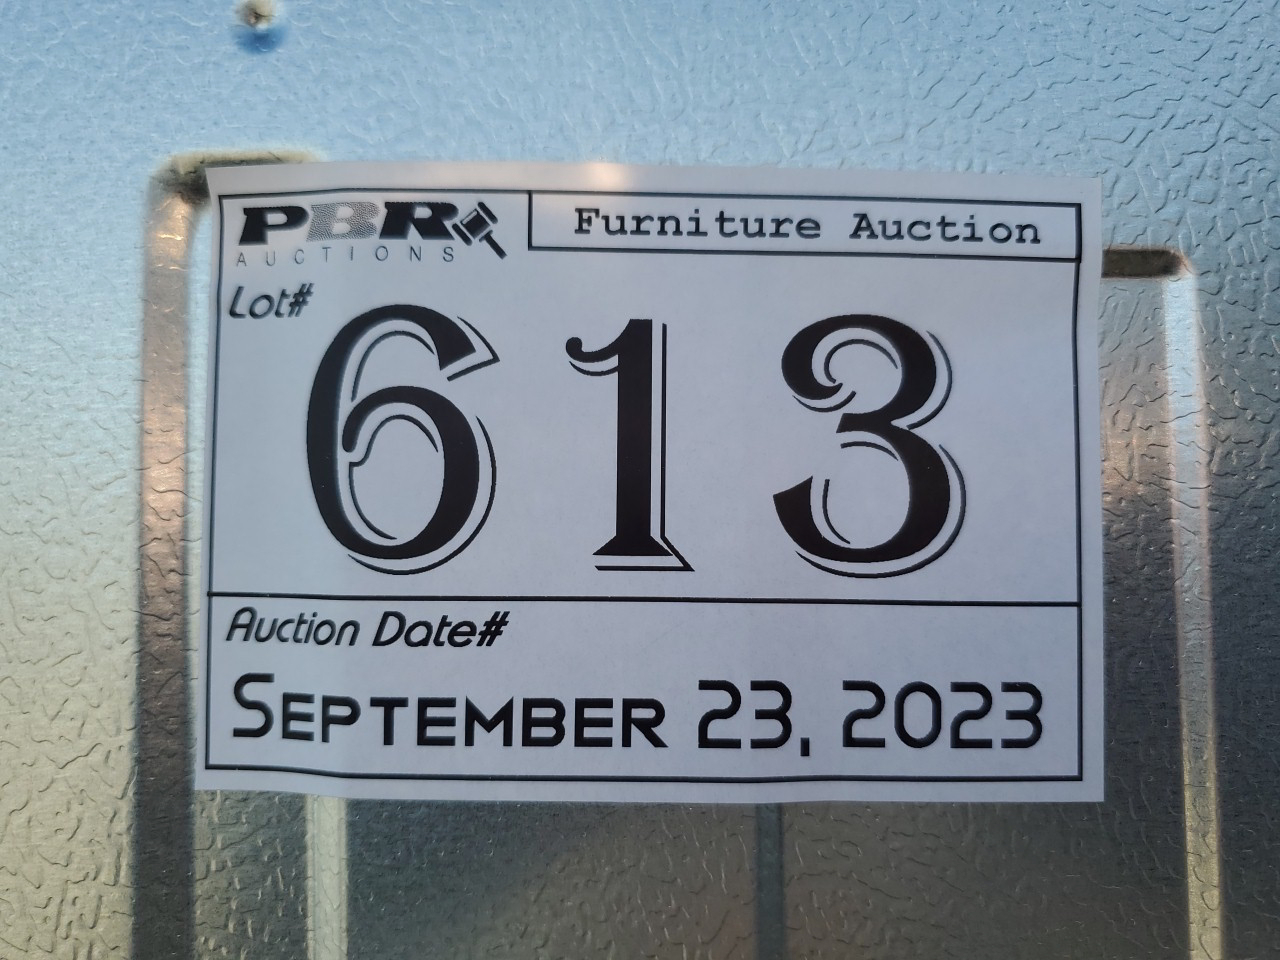 PBR
AUCTIONS
Furniture Auction
Lot#
613
Auction Date#
September 23, 2023